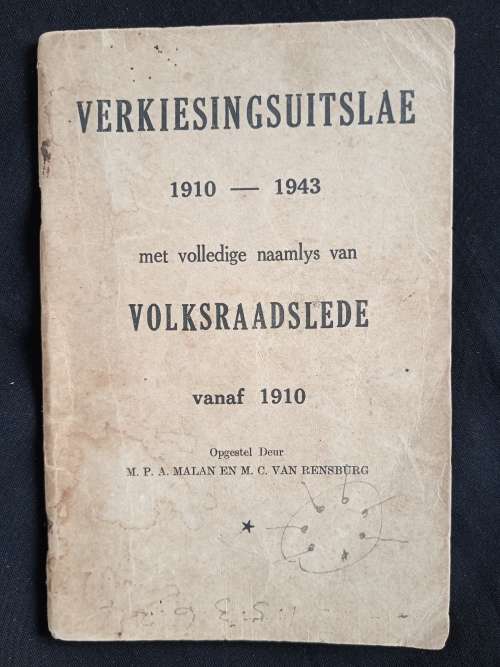 VERKIESINGSUITSLAE
1910 — 1943
met volledige naamlys van
VOLKSRAADSLEDE
vanaf 1910
Opgestel Deur
M. P. A. MALAN EN M. C. VAN RENSBURG